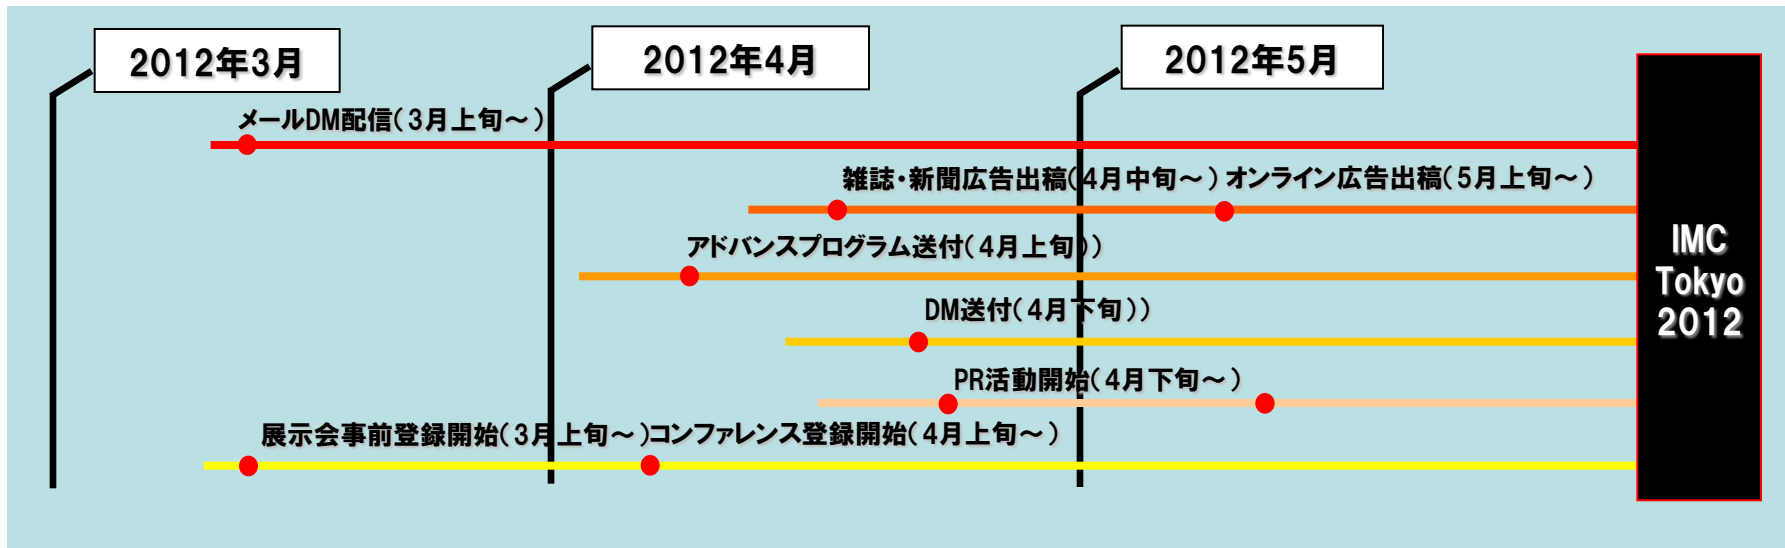 2012年3月
2012年4月
2012年5月
メールDM配信(3月上旬～)
雑誌・新聞広告出稿(4月中旬～)オンライン広告出稿(5月上旬～)
アドバンスプログラム送付(4月上旬))
DM送付(4月下旬))
PR活動開始(4月下旬～)
展示会事前登録開始(3月上旬～)コンファレンス登録開始(4月上旬～)
IMC
Tokyo
2012